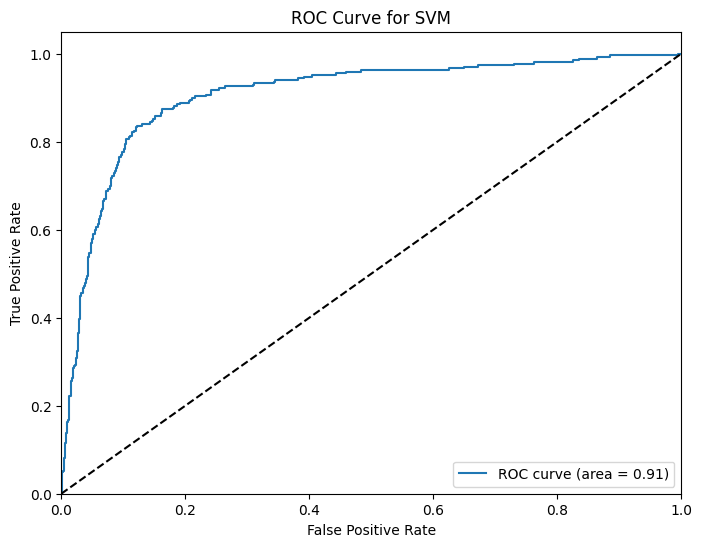 ROC Curve for SVM
1.0
0.8
0.6
0.4
0.2
0.0
True Positive Rate
ROC curve (area = 0.91)
0.0 0.2 0.4 0.6 0.8 1.0
False Positive Rate